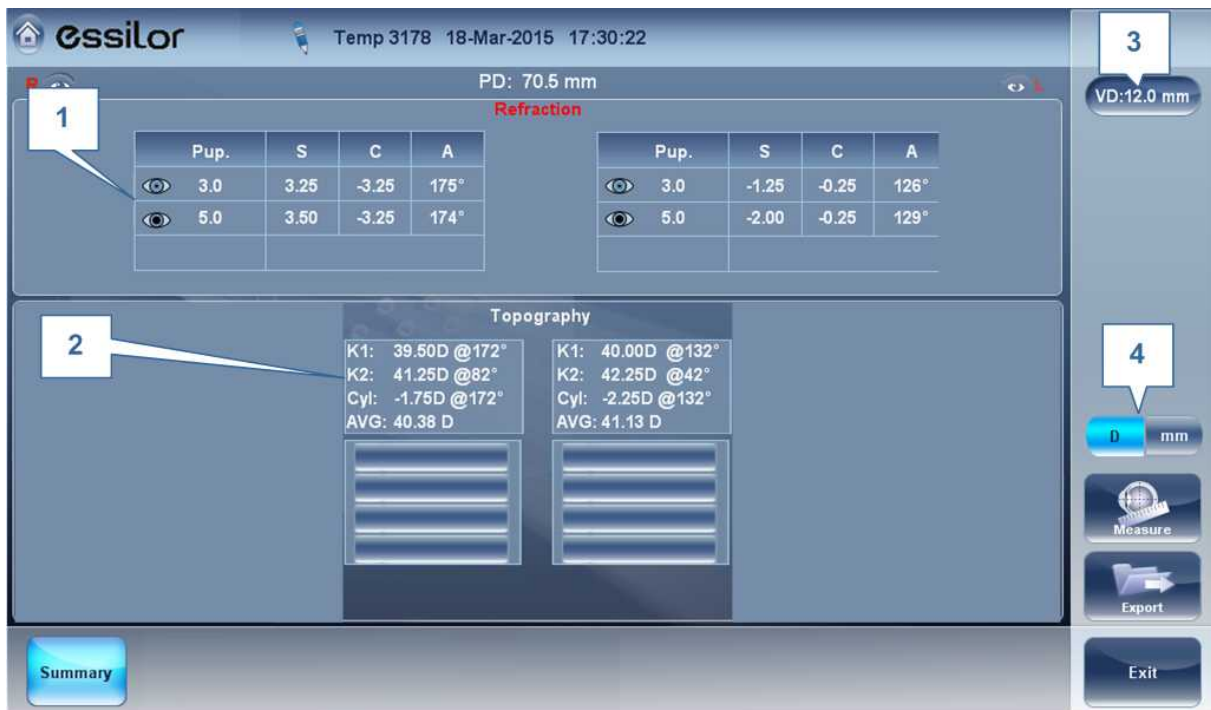 essilor Temp 3178 18-Mar-2015 17:30:22
3
VD:12.0 mm
R PD: 70.5 mm L
1
Refraction
Pup. S C A
3.0 3.25 -3.25 175°
5.0 3.50 -3.25 174°
Pup. S C A
3.0 -1.25 -0.25 126°
5.0 -2.00 -0.25 129°
2
Topography
K1: 39.50D @172°
K2: 41.25D @82°
Cyl: -1.75D @172°
AVG: 40.38 D
K1: 40.00D @132°
K2: 42.25D @42°
Cyl: -2.25D @132°
AVG: 41.13 D
4
D mm
Measure
Export
Summary
Exit